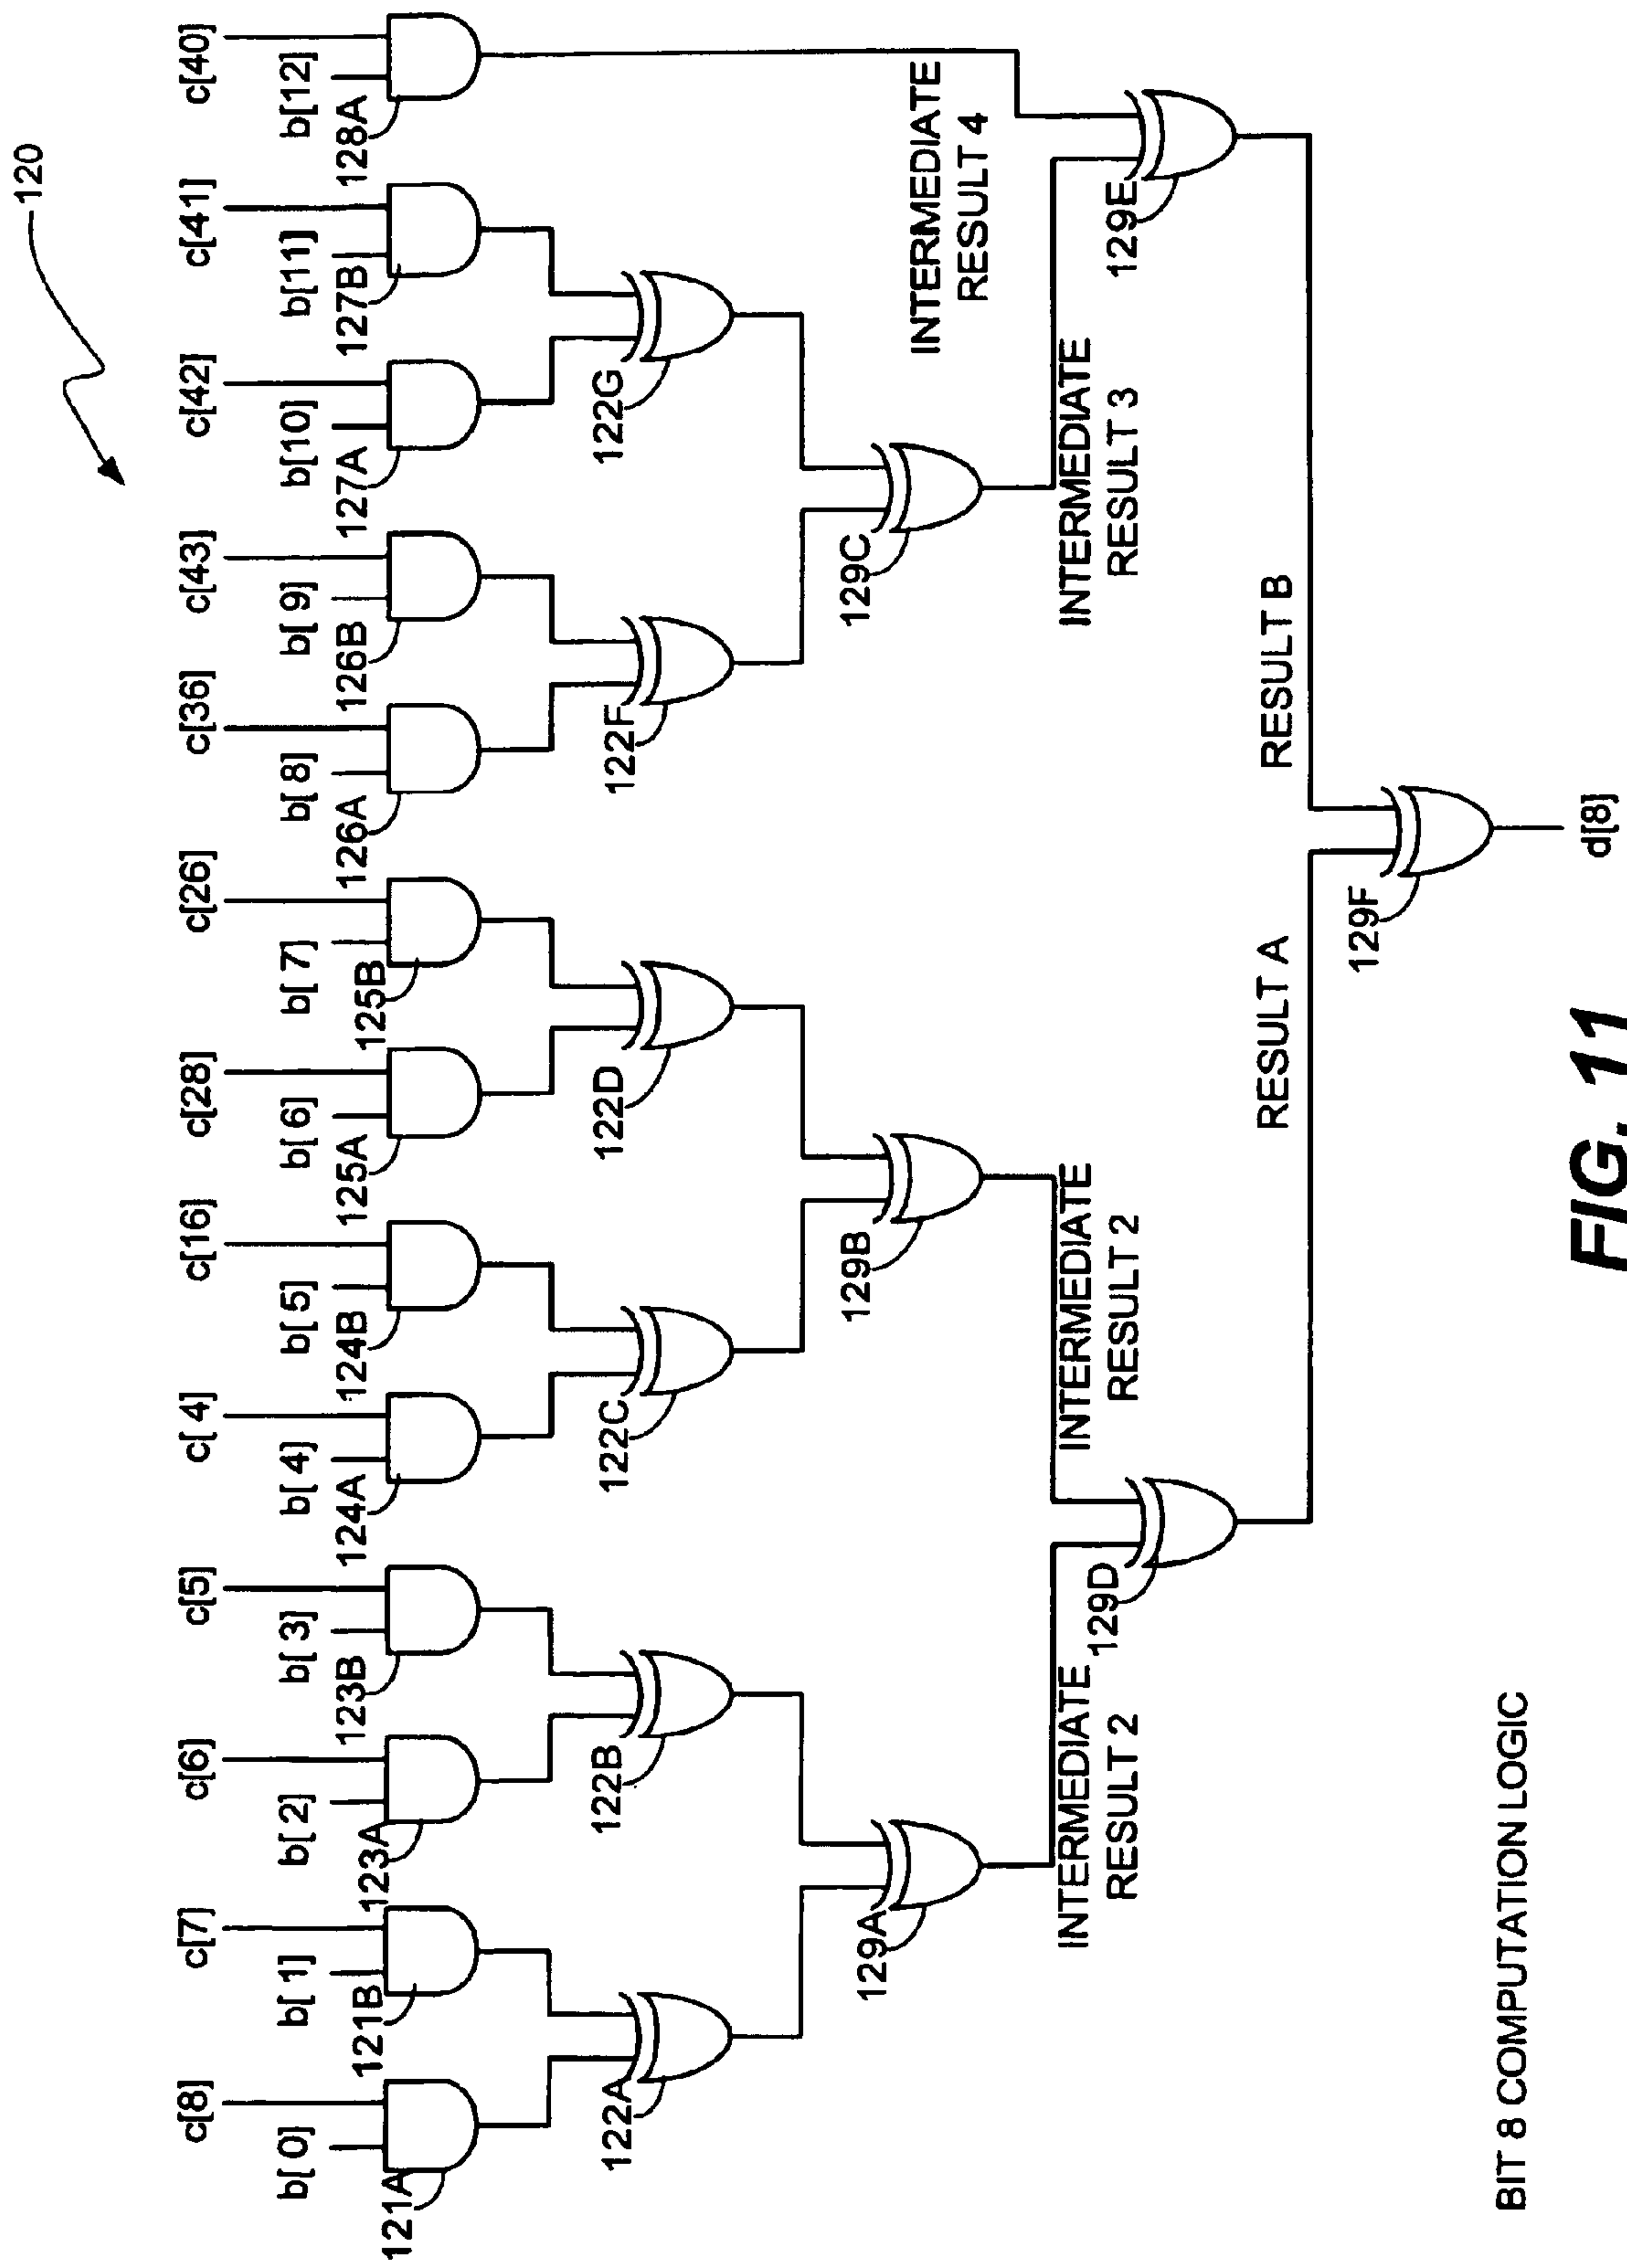 120
c[8] c[7] c[6] c[5] c[ 4] c[16] c[28] c[26] c[36] c[43] c[42] c[41] c[40]
b[ 0] b[ 1] b[ 2] b[ 3] b[ 4] b[ 5] b[ 6] b[ 7] b[ 8] b[ 9] b[10] b[11] b[12]
121A 121B 123A 123B 124A 124B 125A 125B 126A 126B 127A 127B 128A
122A 122B 122C 122D 122F 122G
129A 129B 129C
INTERMEDIATE
RESULT 4
INTERMEDIATE
RESULT 2
INTERMEDIATE
RESULT 2
INTERMEDIATE
RESULT 3
129D 129E
RESULT A RESULT B
129F
d[8]
BIT 8 COMPUTATION LOGIC
FIG. 11